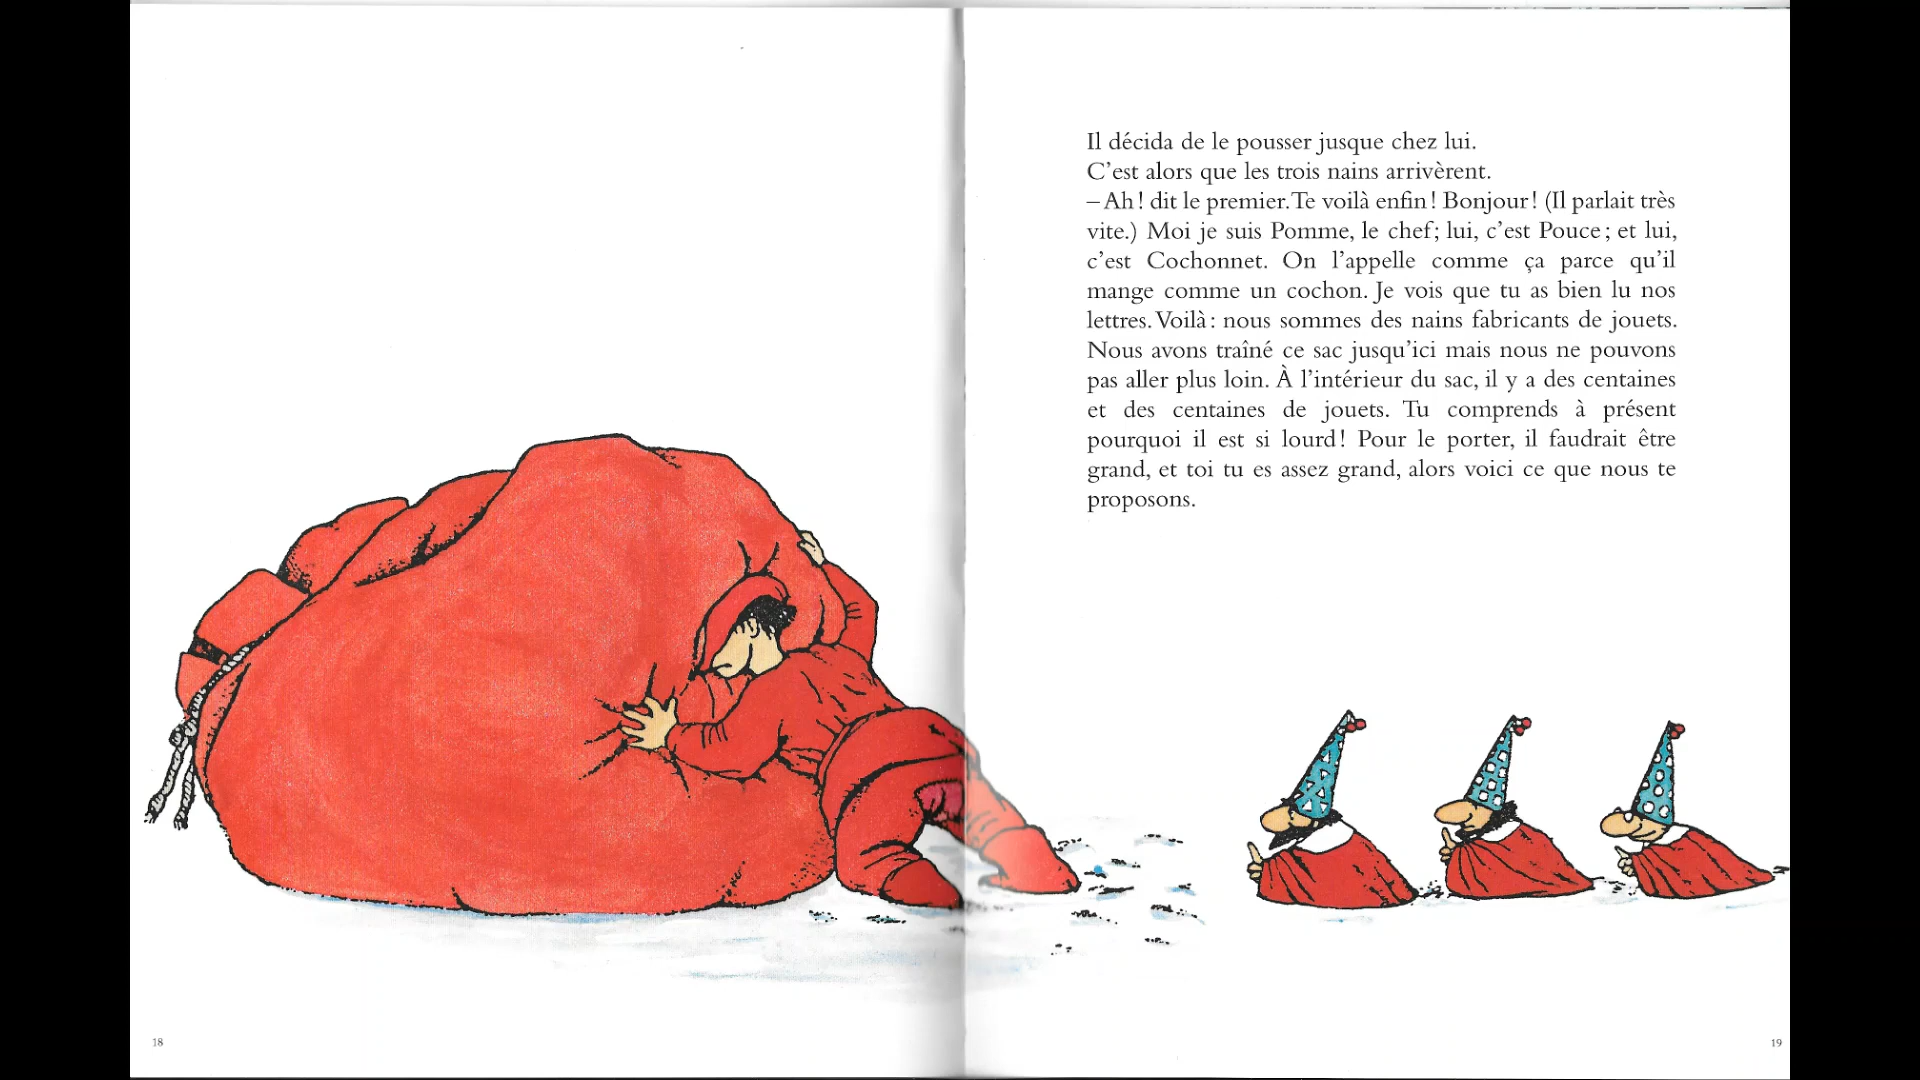 Il décida de le pousser jusque chez lui.
C’est alors que les trois nains arrivèrent.
– Ah ! dit le premier. Te voilà enfin ! Bonjour ! (Il parlait très
vite.) Moi je suis Pomme, le chef ; lui, c’est Pouce ; et lui,
c’est Cochonnet. On l’appelle comme ça parce qu’il
mange comme un cochon. Je vois que tu as bien lu nos
lettres. Voilà : nous sommes des nains fabricants de jouets.
Nous avons traîné ce sac jusqu’ici mais nous ne pouvons
pas aller plus loin. À l’intérieur du sac, il y a des centaines
et des centaines de jouets. Tu comprends à présent
pourquoi il est si lourd ! Pour le porter, il faudrait être
grand, et toi tu es assez grand, alors voici ce que nous te
proposons.
18
19